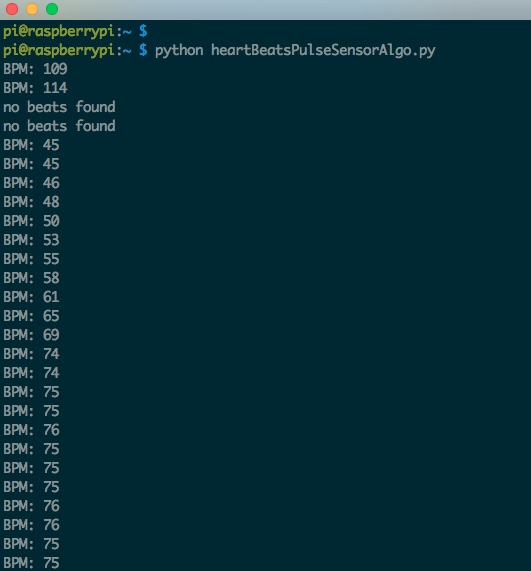 pi@raspberrypi:~ $
pi@raspberrypi:~ $ python heartBeatsPulseSensorAlgo.py
BPM: 109
BPM: 114
no beats found
no beats found
BPM: 45
BPM: 45
BPM: 46
BPM: 48
BPM: 50
BPM: 53
BPM: 55
BPM: 58
BPM: 61
BPM: 65
BPM: 69
BPM: 74
BPM: 74
BPM: 75
BPM: 75
BPM: 76
BPM: 75
BPM: 75
BPM: 75
BPM: 76
BPM: 76
BPM: 75
BPM: 75